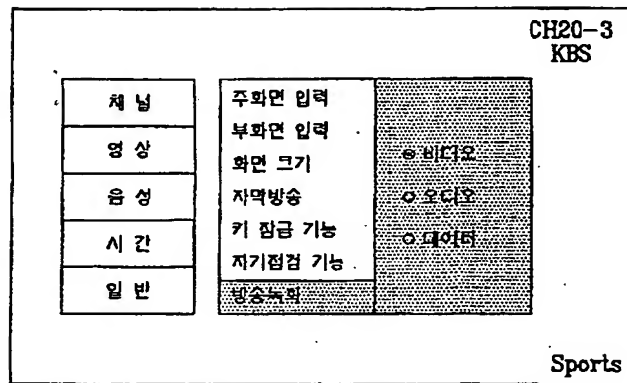 CH20-3
KBS
채널
영상
음성
시간
일반
주화면 입력
부화면 입력
화면 크기
자막방송
키 잠금 기능
자기점검 기능
방송녹화
비디오
오디오
데이터
Sports